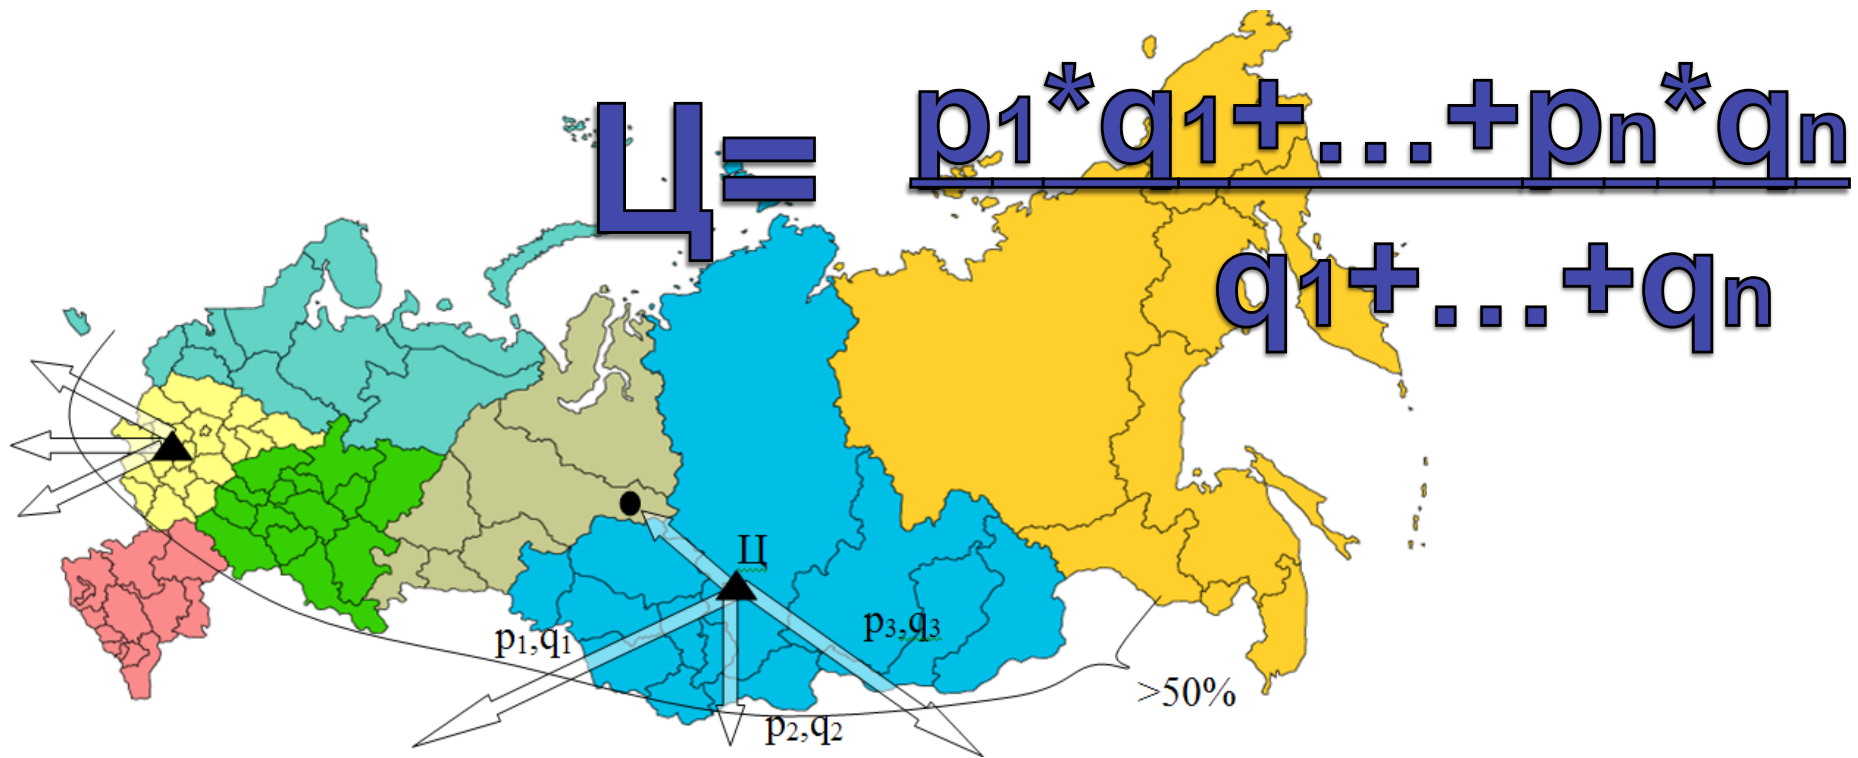 Ц= p₁*q₁+...+pₙ*qₙ
q₁+...+qₙ
Ц
p₁,q₁
p₃,q₃
p₂,q₂
>50%